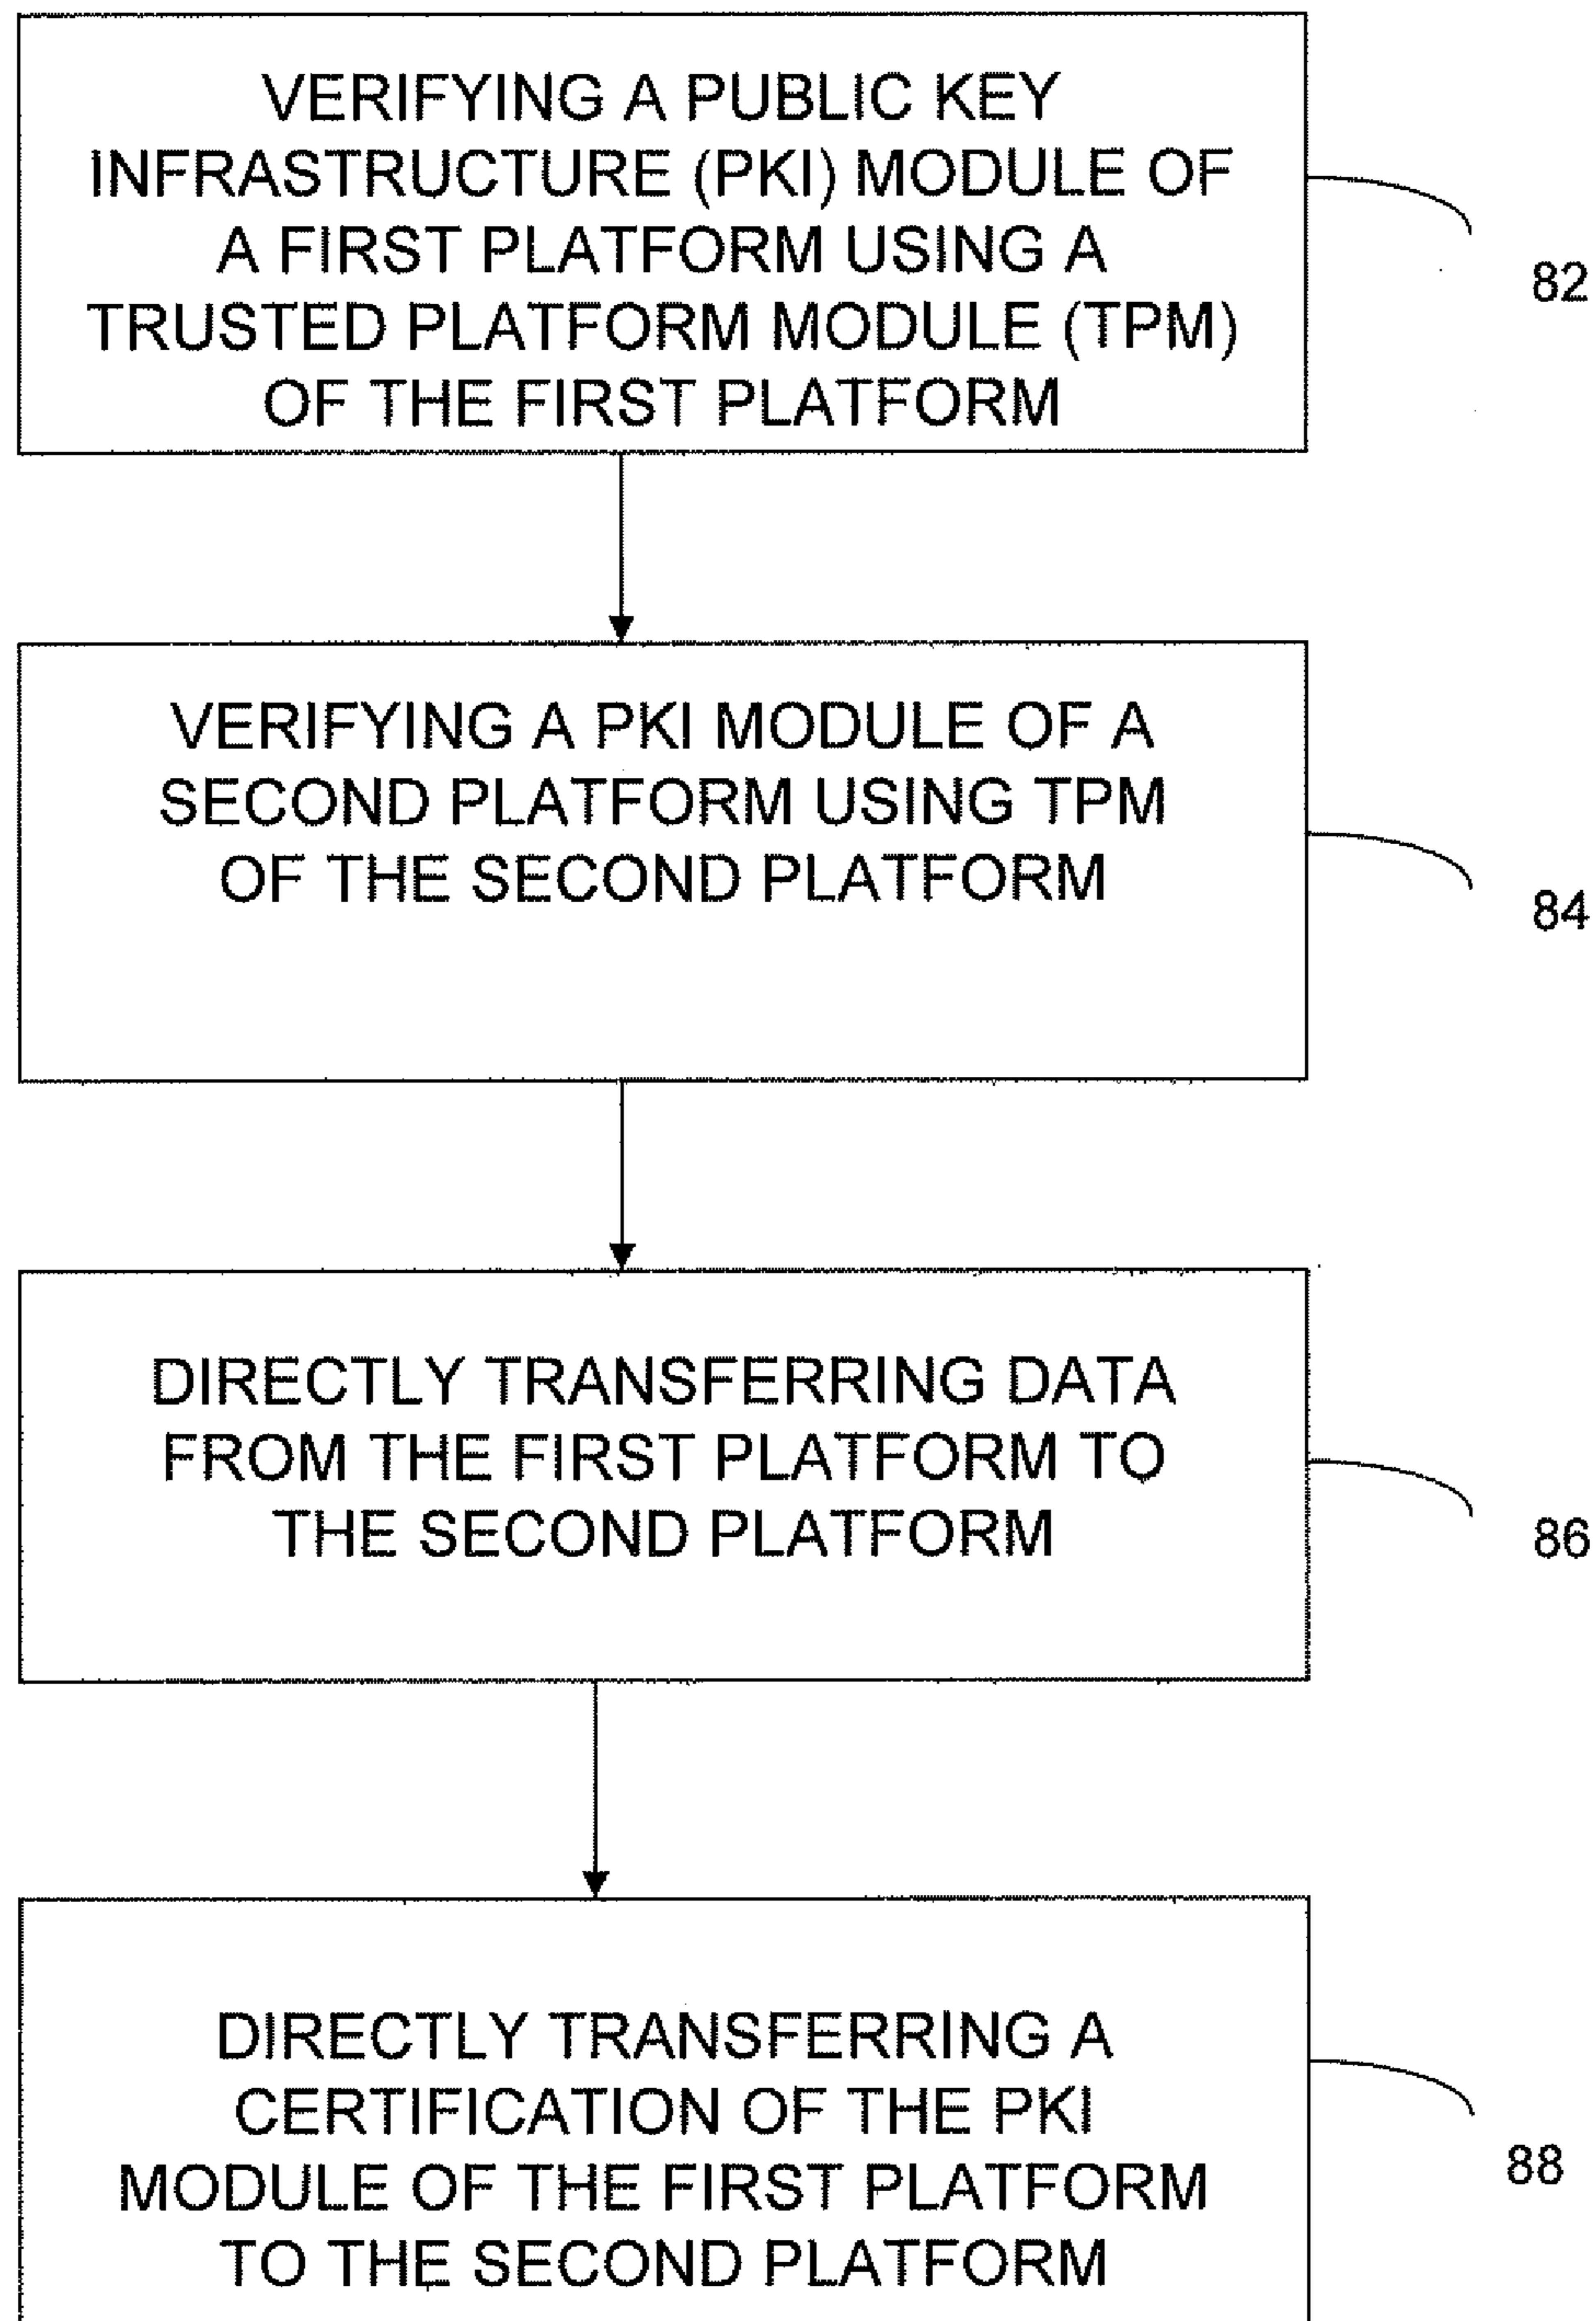 VERIFYING A PUBLIC KEY
INFRASTRUCTURE (PKI) MODULE OF
A FIRST PLATFORM USING A
TRUSTED PLATFORM MODULE (TPM)
OF THE FIRST PLATFORM
82
VERIFYING A PKI MODULE OF A
SECOND PLATFORM USING TPM
OF THE SECOND PLATFORM
84
DIRECTLY TRANSFERRING DATA
FROM THE FIRST PLATFORM TO
THE SECOND PLATFORM
86
DIRECTLY TRANSFERRING A
CERTIFICATION OF THE PKI
MODULE OF THE FIRST PLATFORM
TO THE SECOND PLATFORM
88